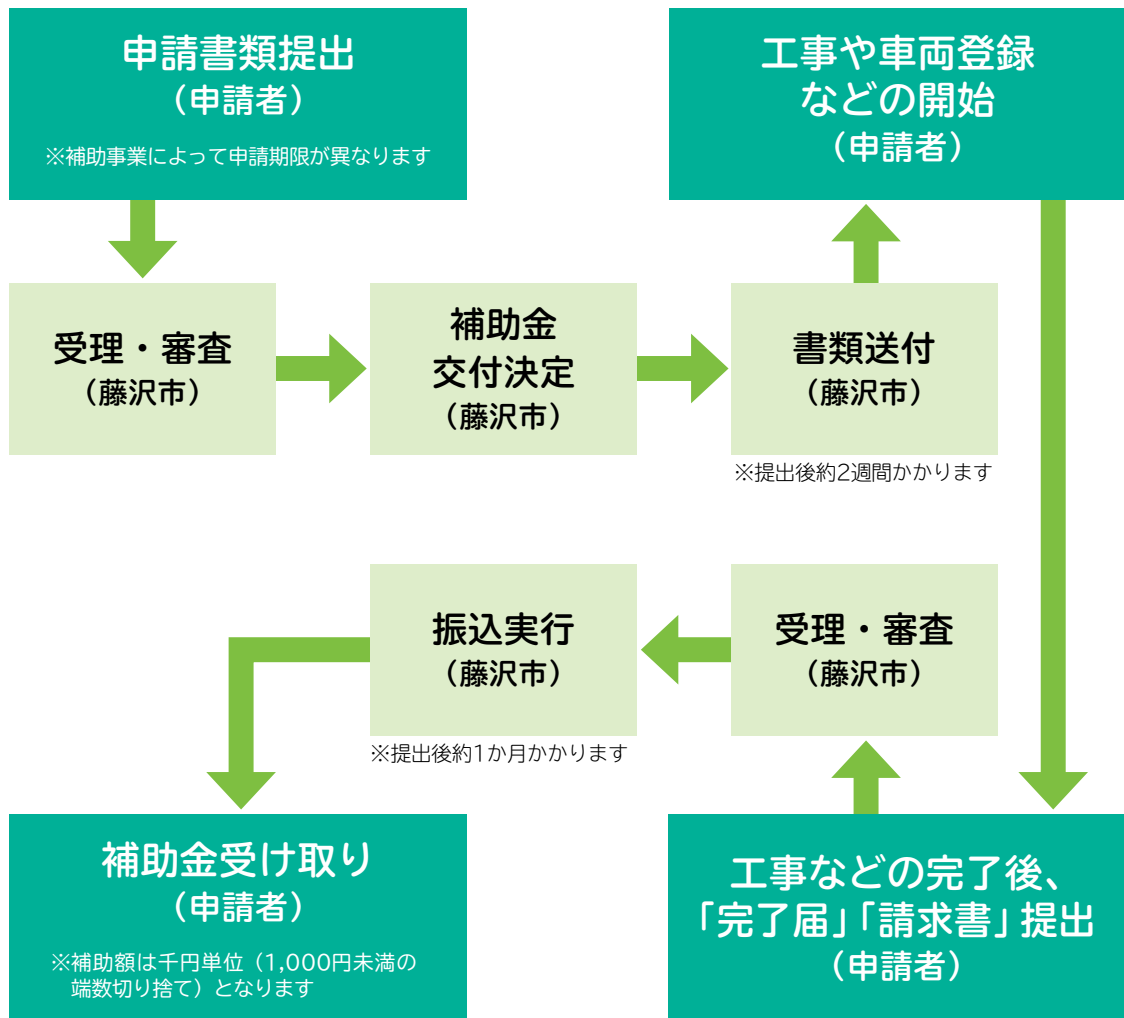 申請書類提出
（申請者）
※補助事業によって申請期限が異なります
受理・審査
（藤沢市）
補助金
交付決定
（藤沢市）
書類送付
（藤沢市）
※提出後約2週間かかります
工事や車両登録
などの開始
（申請者）
工事などの完了後、
「完了届」「請求書」提出
（申請者）
受理・審査
（藤沢市）
振込実行
（藤沢市）
※提出後約1か月かかります
補助金受け取り
（申請者）
※補助額は千円単位（1,000円未満の
端数切り捨て）となります